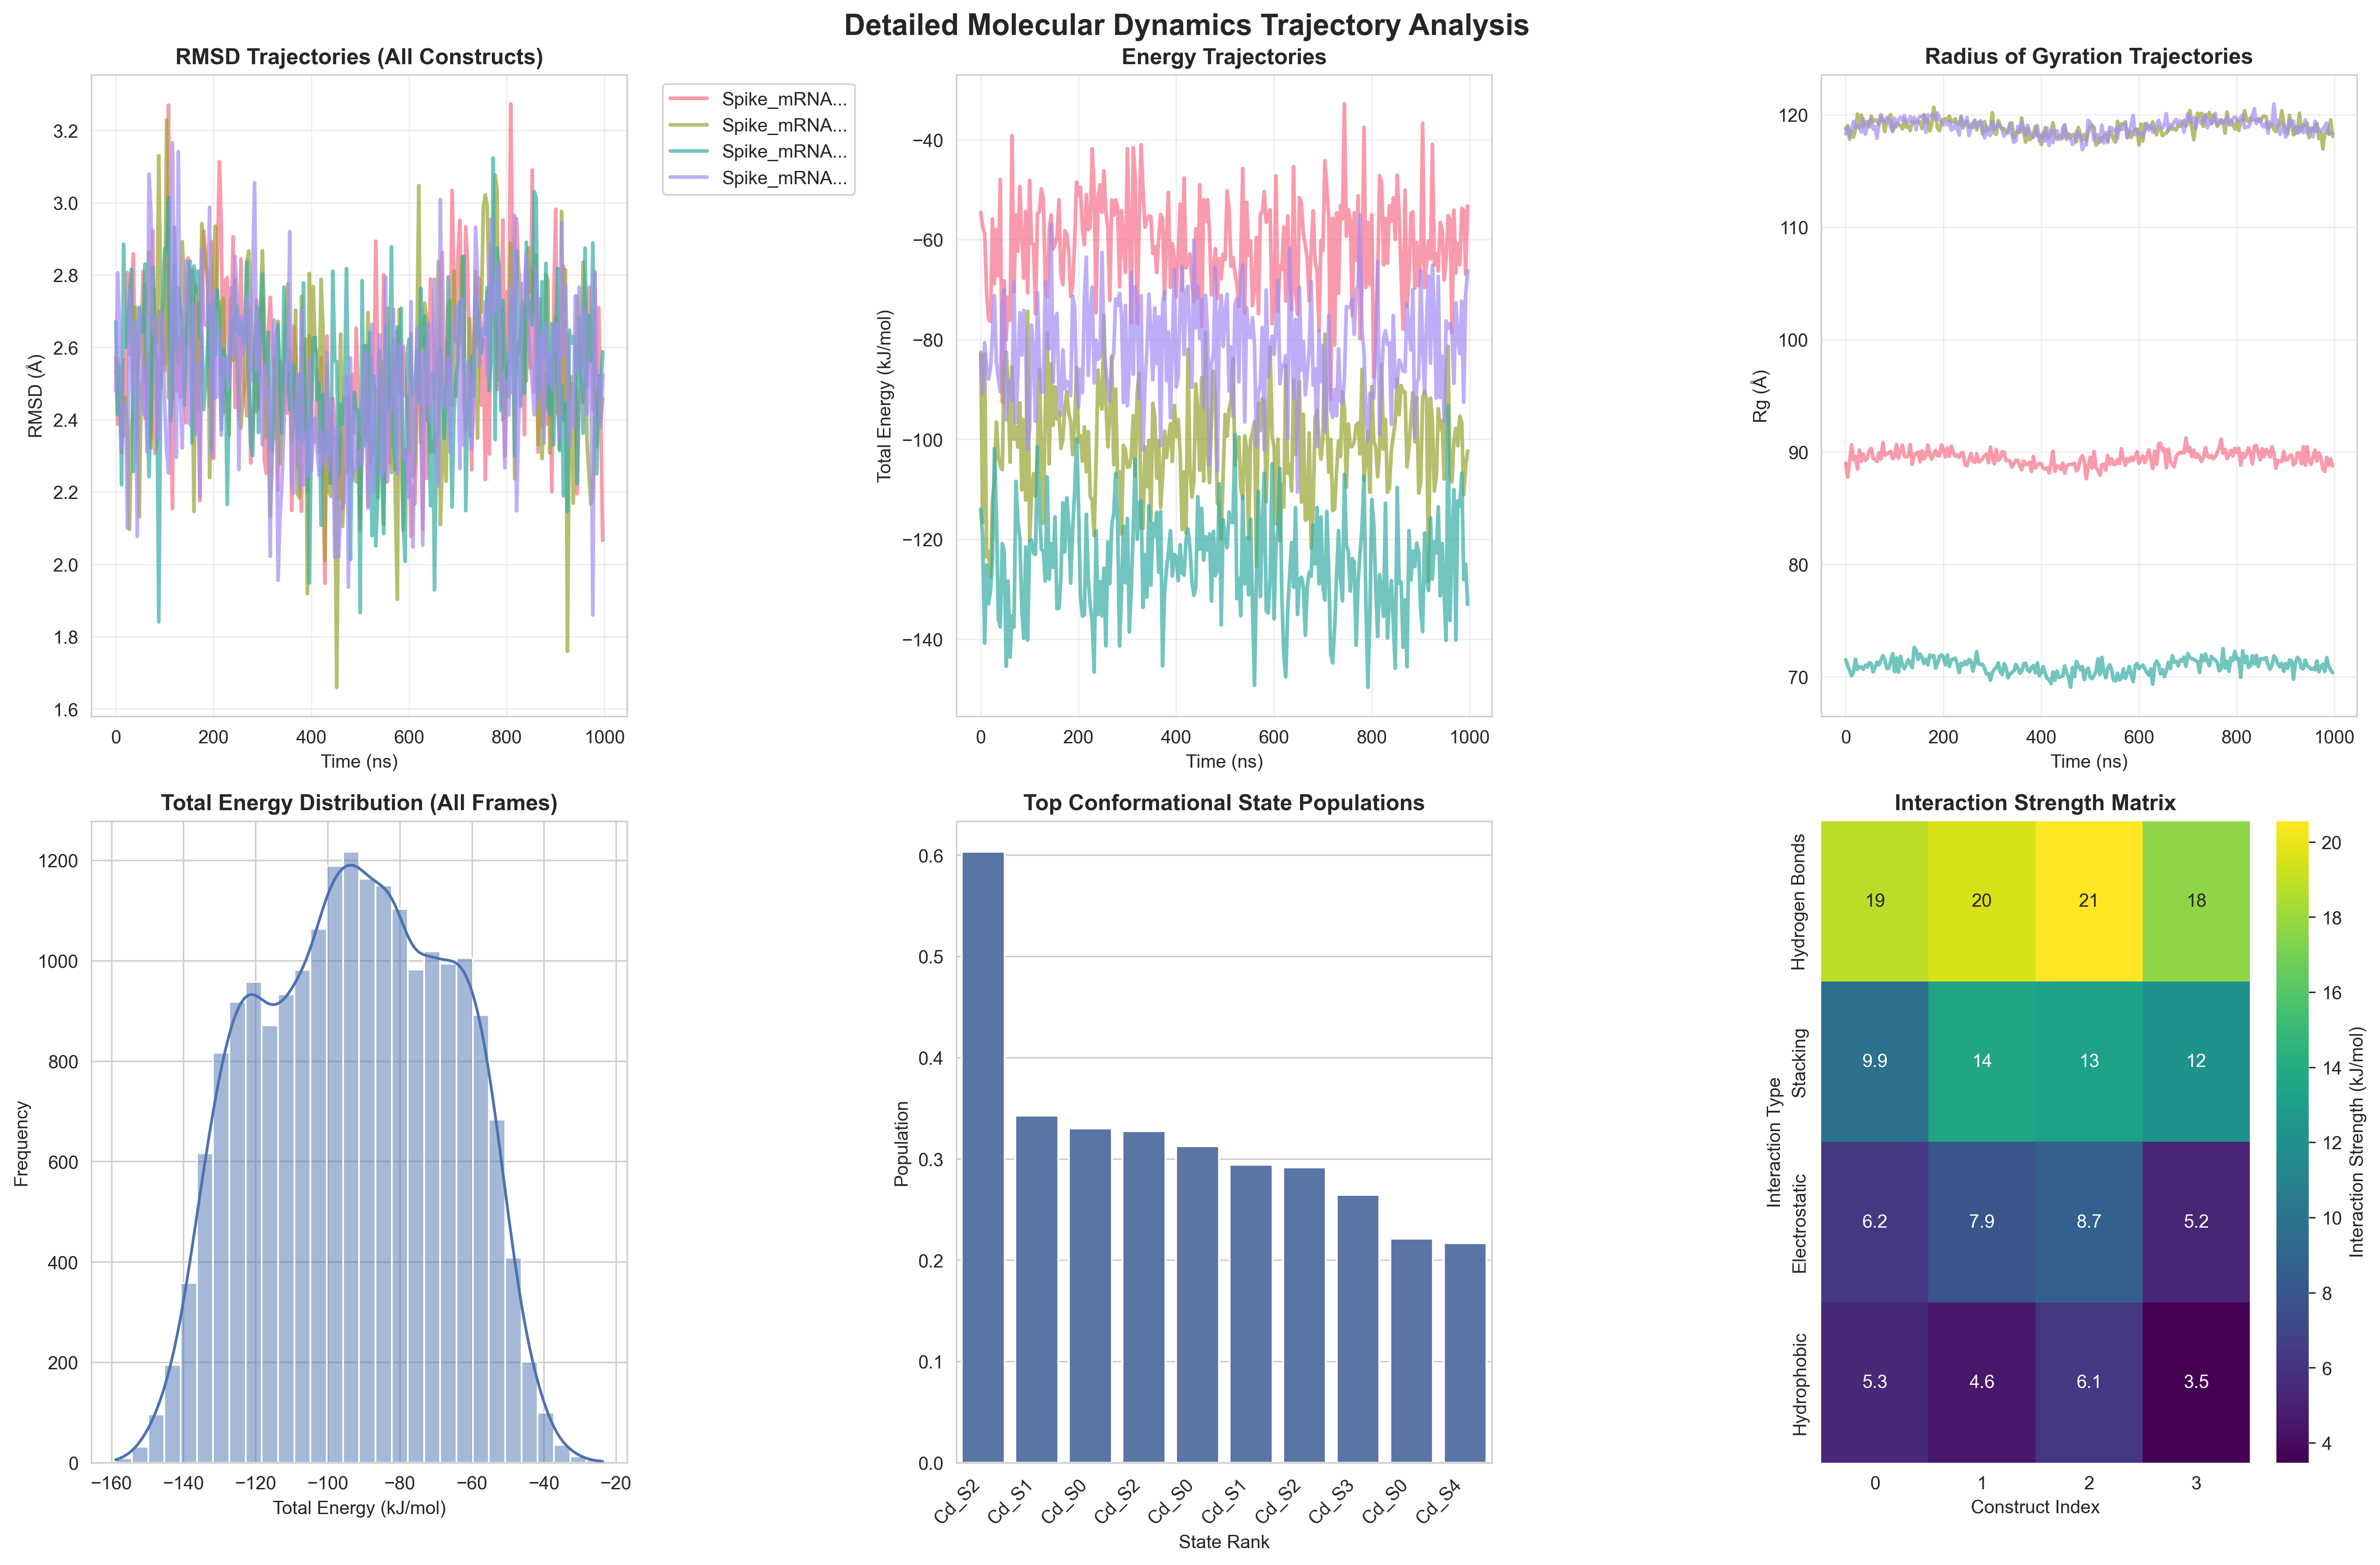 Detailed Molecular Dynamics Trajectory Analysis
RMSD Trajectories (All Constructs)
3.2
3.0
2.8
2.6
2.4
2.2
2.0
1.8
1.6
RMSD (Å)
0 200 400 600 800 1000
Time (ns)
Spike_mRNA...
Spike_mRNA...
Spike_mRNA...
Spike_mRNA...
Energy Trajectories
−40
−60
−80
−100
−120
−140
Total Energy (kJ/mol)
0 200 400 600 800 1000
Time (ns)
Radius of Gyration Trajectories
120
110
100
90
80
70
Rg (Å)
0 200 400 600 800 1000
Time (ns)
Total Energy Distribution (All Frames)
1200
1000
800
600
400
200
0
Frequency
−160 −140 −120 −100 −80 −60 −40 −20
Total Energy (kJ/mol)
Top Conformational State Populations
0.6
0.5
0.4
0.3
0.2
0.1
0.0
Population
Cd_S2 Cd_S1 Cd_S0 Cd_S2 Cd_S0 Cd_S1 Cd_S2 Cd_S3 Cd_S0 Cd_S4
State Rank
Interaction Strength Matrix
Interaction Type
Hydrogen Bonds
19 20 21 18
Stacking
9.9 14 13 12
Electrostatic
6.2 7.9 8.7 5.2
Hydrophobic
5.3 4.6 6.1 3.5
0 1 2 3
Construct Index
20
18
16
14
12
10
8
6
4
Interaction Strength (kJ/mol)